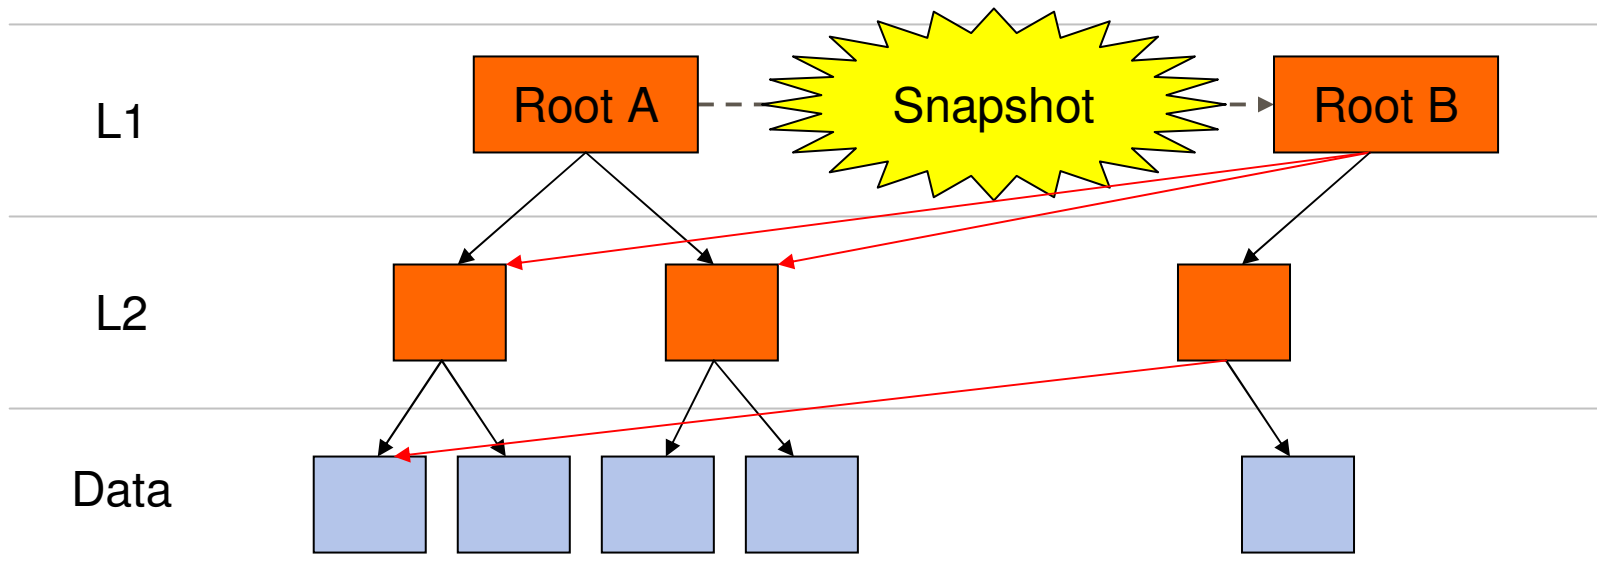 L1
Root A
Snapshot
Root B
L2
Data